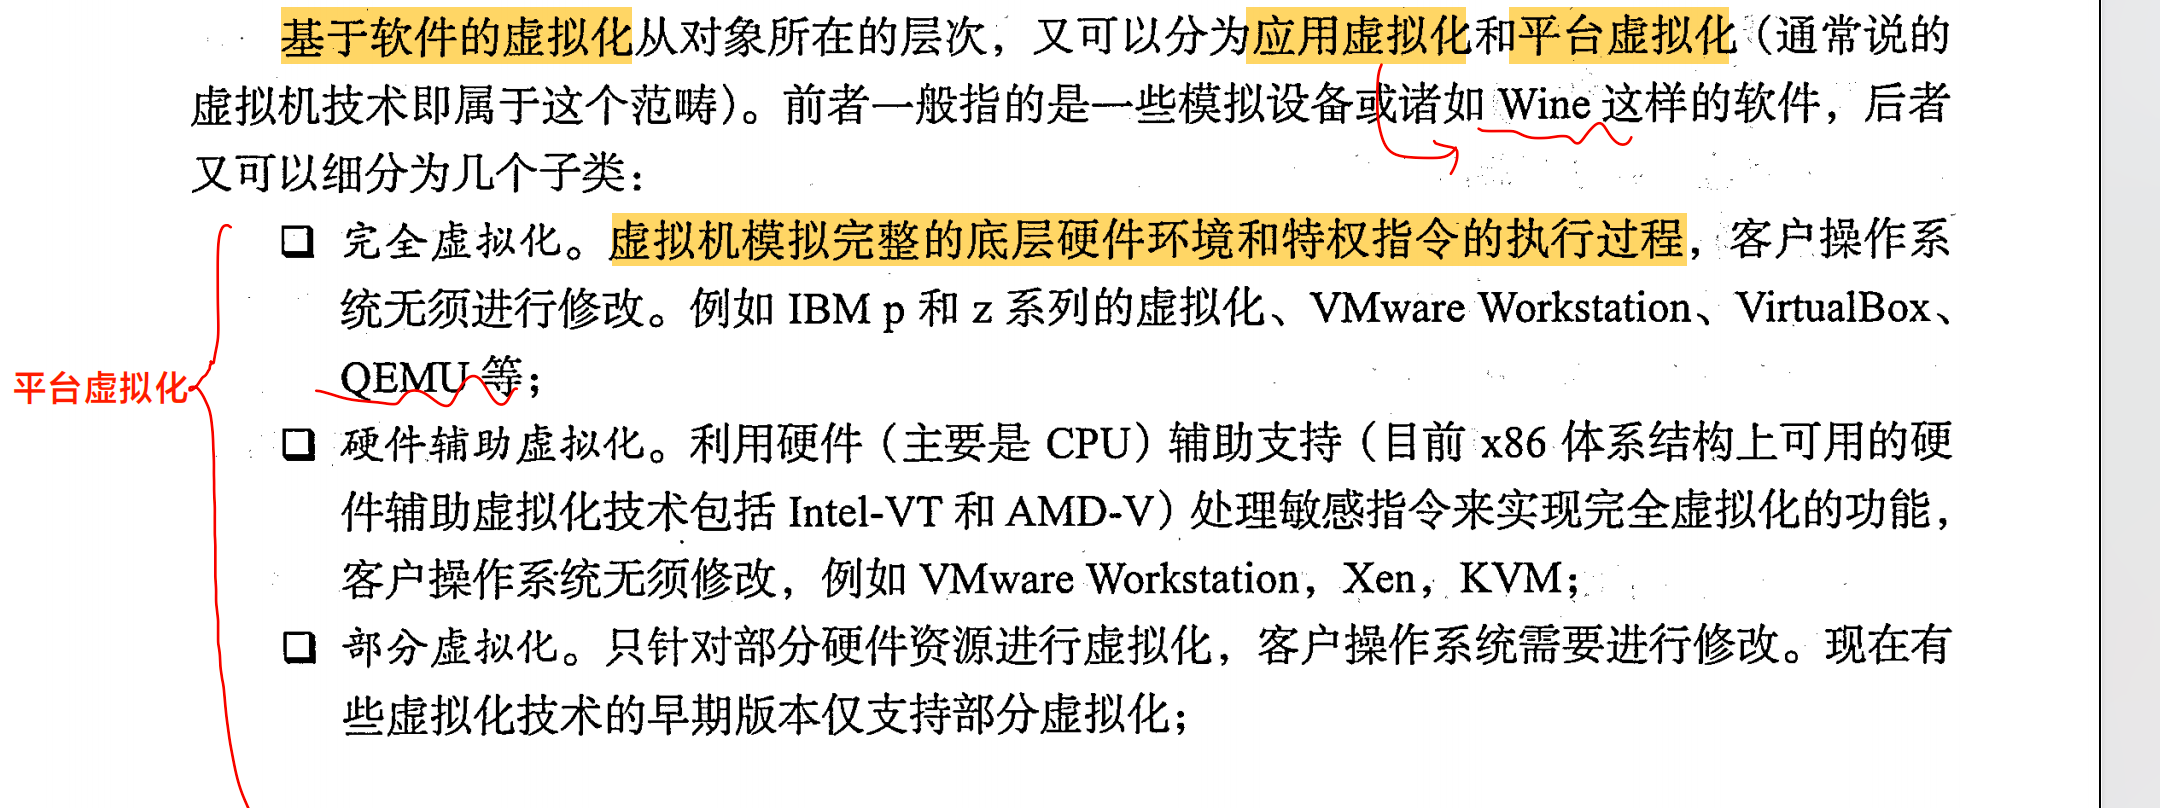 基于软件的虚拟化从对象所在的层次，又可以分为应用虚拟化和平台虚拟化（通常说的
虚拟机技术即属于这个范畴）。前者一般指的是一些模拟设备或诸如 Wine 这样的软件，后者
又可以细分为几个子类：
❑ 完全虚拟化。虚拟机模拟完整的底层硬件环境和特权指令的执行过程，客户操作系
统无须进行修改。例如 IBM p 和 z 系列的虚拟化、VMware Workstation、VirtualBox、
QEMU 等；
平台虚拟化
❑ 硬件辅助虚拟化。利用硬件（主要是 CPU）辅助支持（目前 x86 体系结构上可用的硬
件辅助虚拟化技术包括 Intel-VT 和 AMD-V）处理敏感指令来实现完全虚拟化的功能，
客户操作系统无须修改，例如 VMware Workstation，Xen，KVM；
❑ 部分虚拟化。只针对部分硬件资源进行虚拟化，客户操作系统需要进行修改。现在有
些虚拟化技术的早期版本仅支持部分虚拟化；